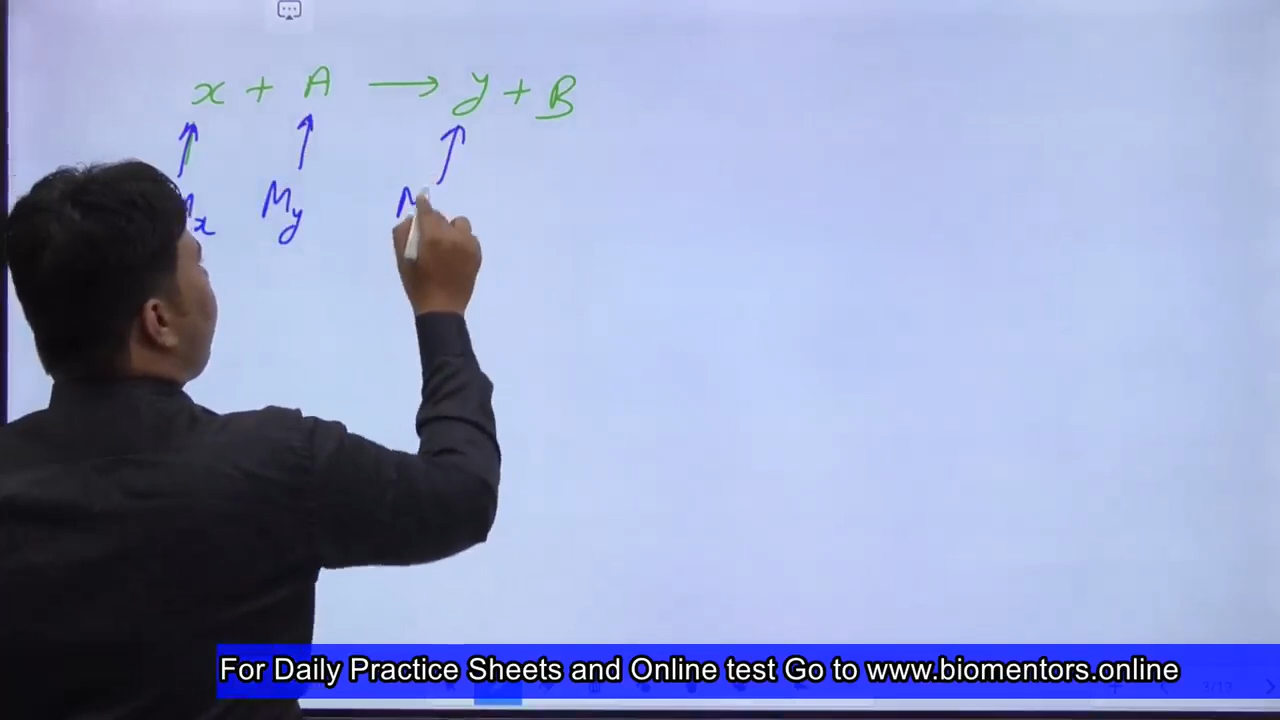 x + A → y + B
Mx My M
For Daily Practice Sheets and Online test Go to www.biomentors.online